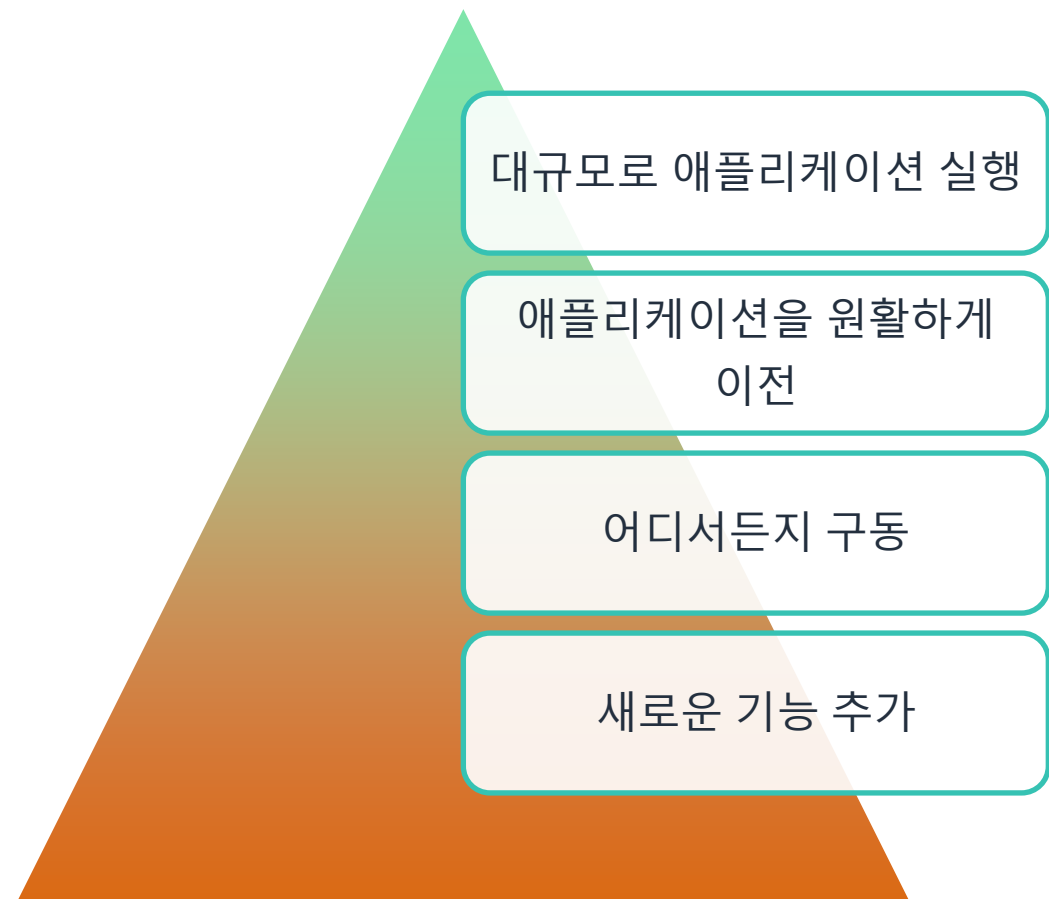 대규모로 애플리케이션 실행
애플리케이션을 원활하게
이전
어디서든지 구동
새로운 기능 추가